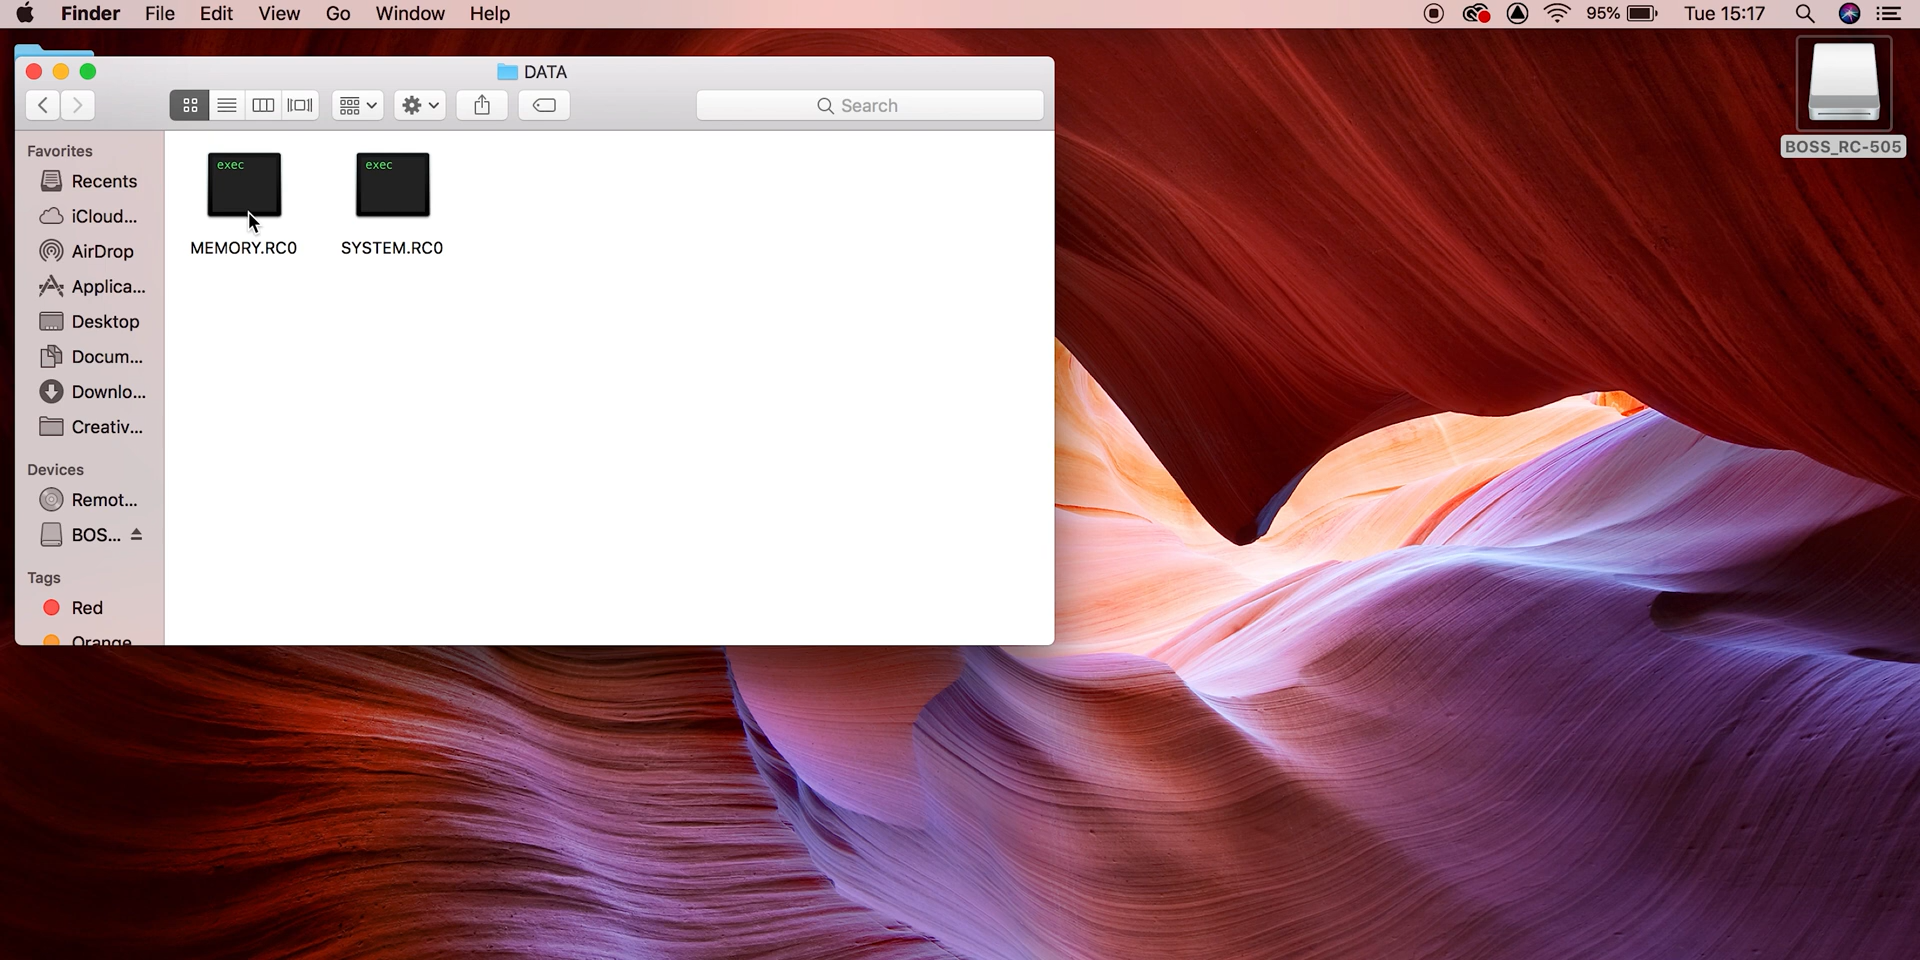 Finder File Edit View Go Window Help 95% Tue 15:17
DATA
Search
BOSS_RC-505
Favorites
Recents
iCloud...
AirDrop
Applica...
Desktop
Docum...
Downlo...
Creativ...
Devices
Remot...
BOS...
Tags
Red
Orange
exec exec
MEMORY.RC0 SYSTEM.RC0